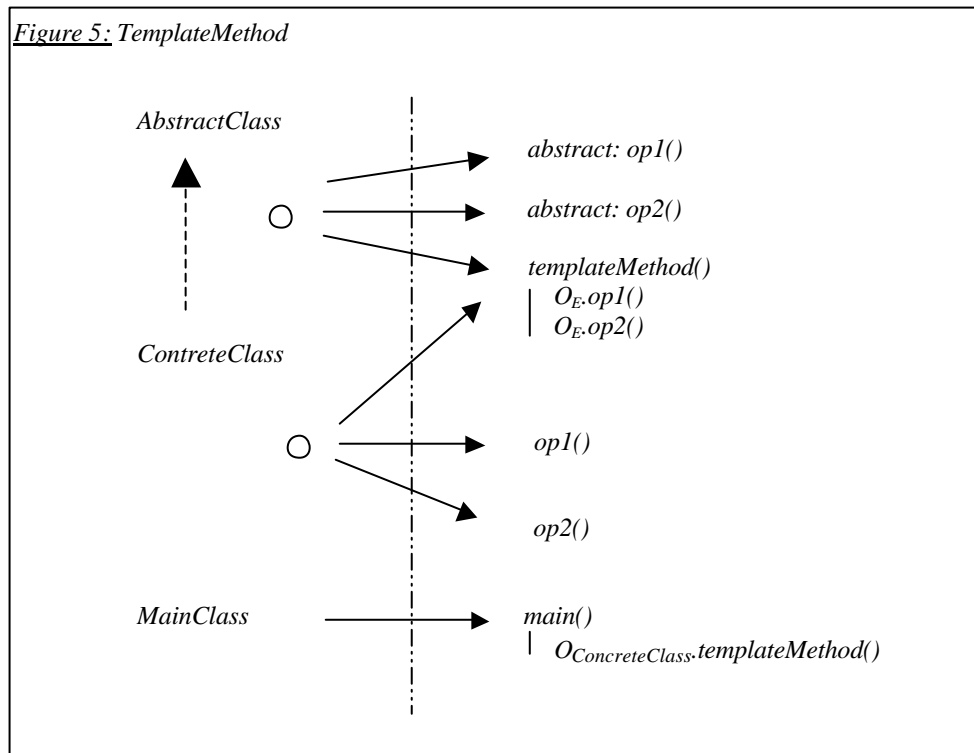 Figure 5: TemplateMethod
AbstractClass
abstract: op1()
abstract: op2()
templateMethod()
O_E.op1()
O_E.op2()
ContreteClass
op1()
op2()
MainClass
main()
O_ConcreteClass.templateMethod()